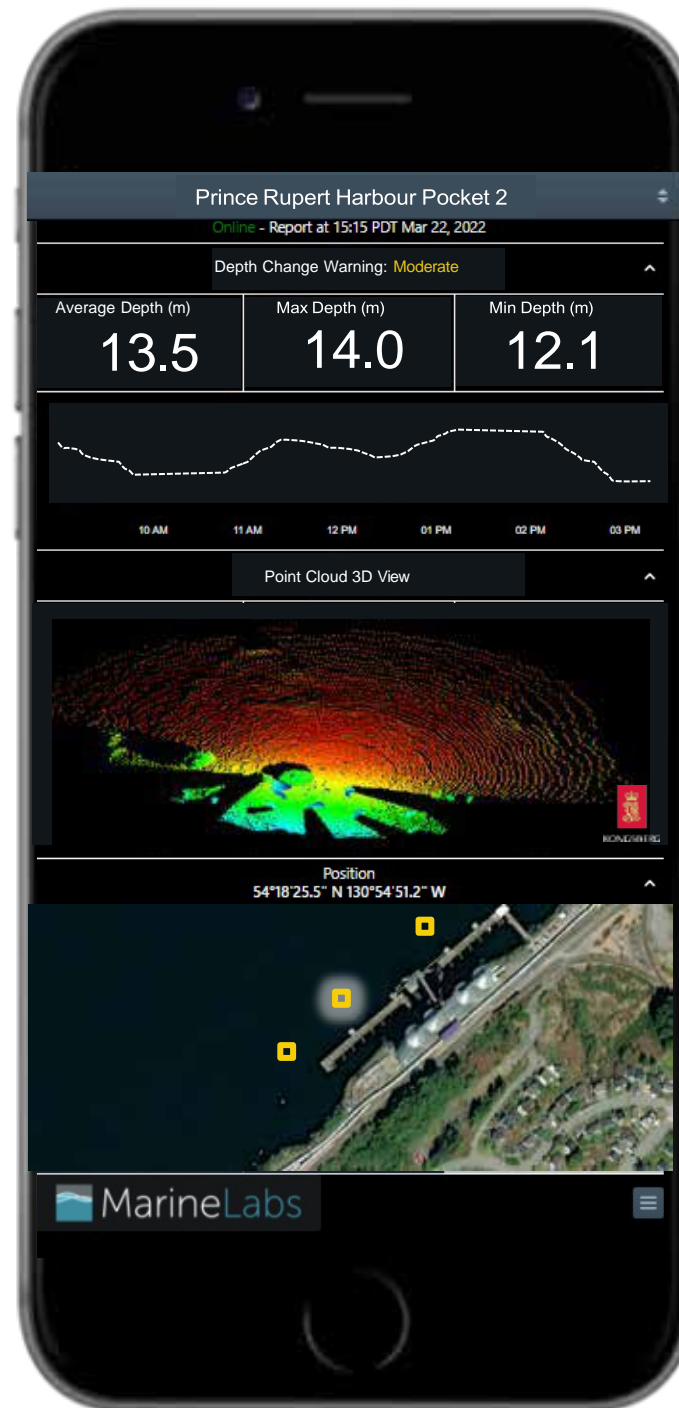 Prince Rupert Harbour Pocket 2
Online - Report at 15:15 PDT Mar 22, 2022
Depth Change Warning: Moderate
Average Depth (m)
13.5
Max Depth (m)
14.0
Min Depth (m)
12.1
10 AM 11 AM 12 PM 01 PM 02 PM 03 PM
Point Cloud 3D View
KONGSBERG
Position
54°18'25.5" N 130°54'51.2" W
MarineLabs